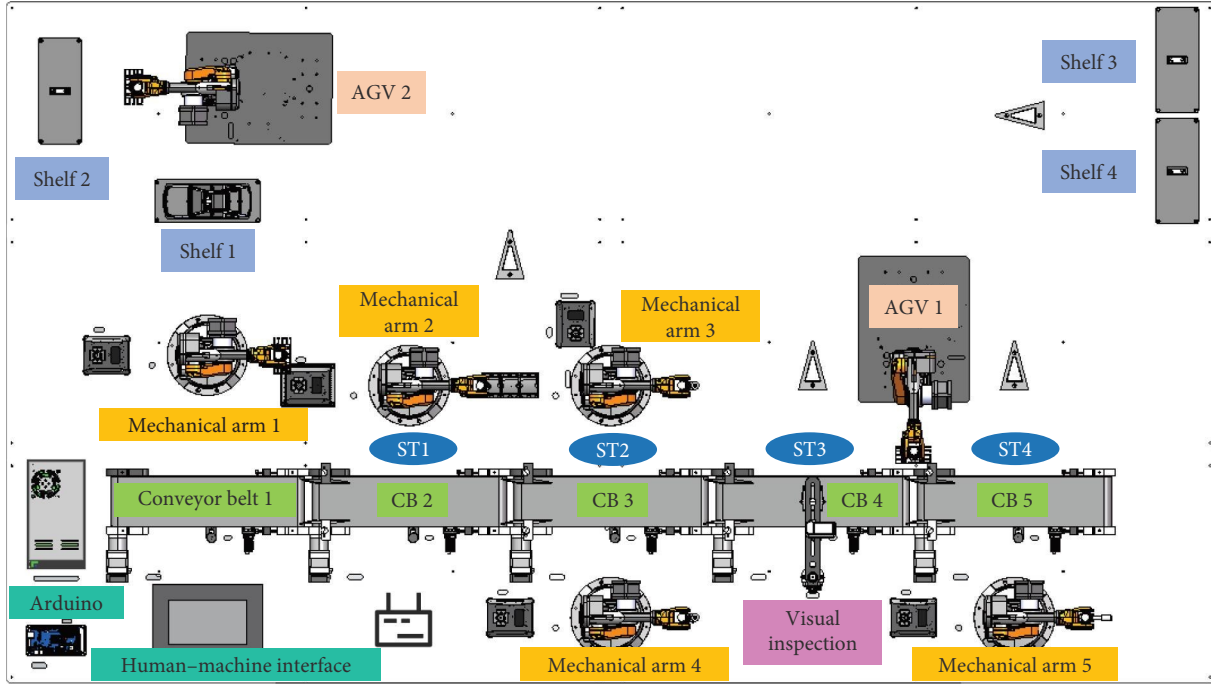 Shelf 3
AGV 2
Shelf 2
Shelf 4
Shelf 1
Mechanical
arm 2
Mechanical
arm 3
AGV 1
Mechanical arm 1
ST1
ST2
ST3
ST4
Conveyor belt 1
CB 2
CB 3
CB 4
CB 5
Arduino
Visual
inspection
Human–machine interface
Mechanical arm 4
Mechanical arm 5